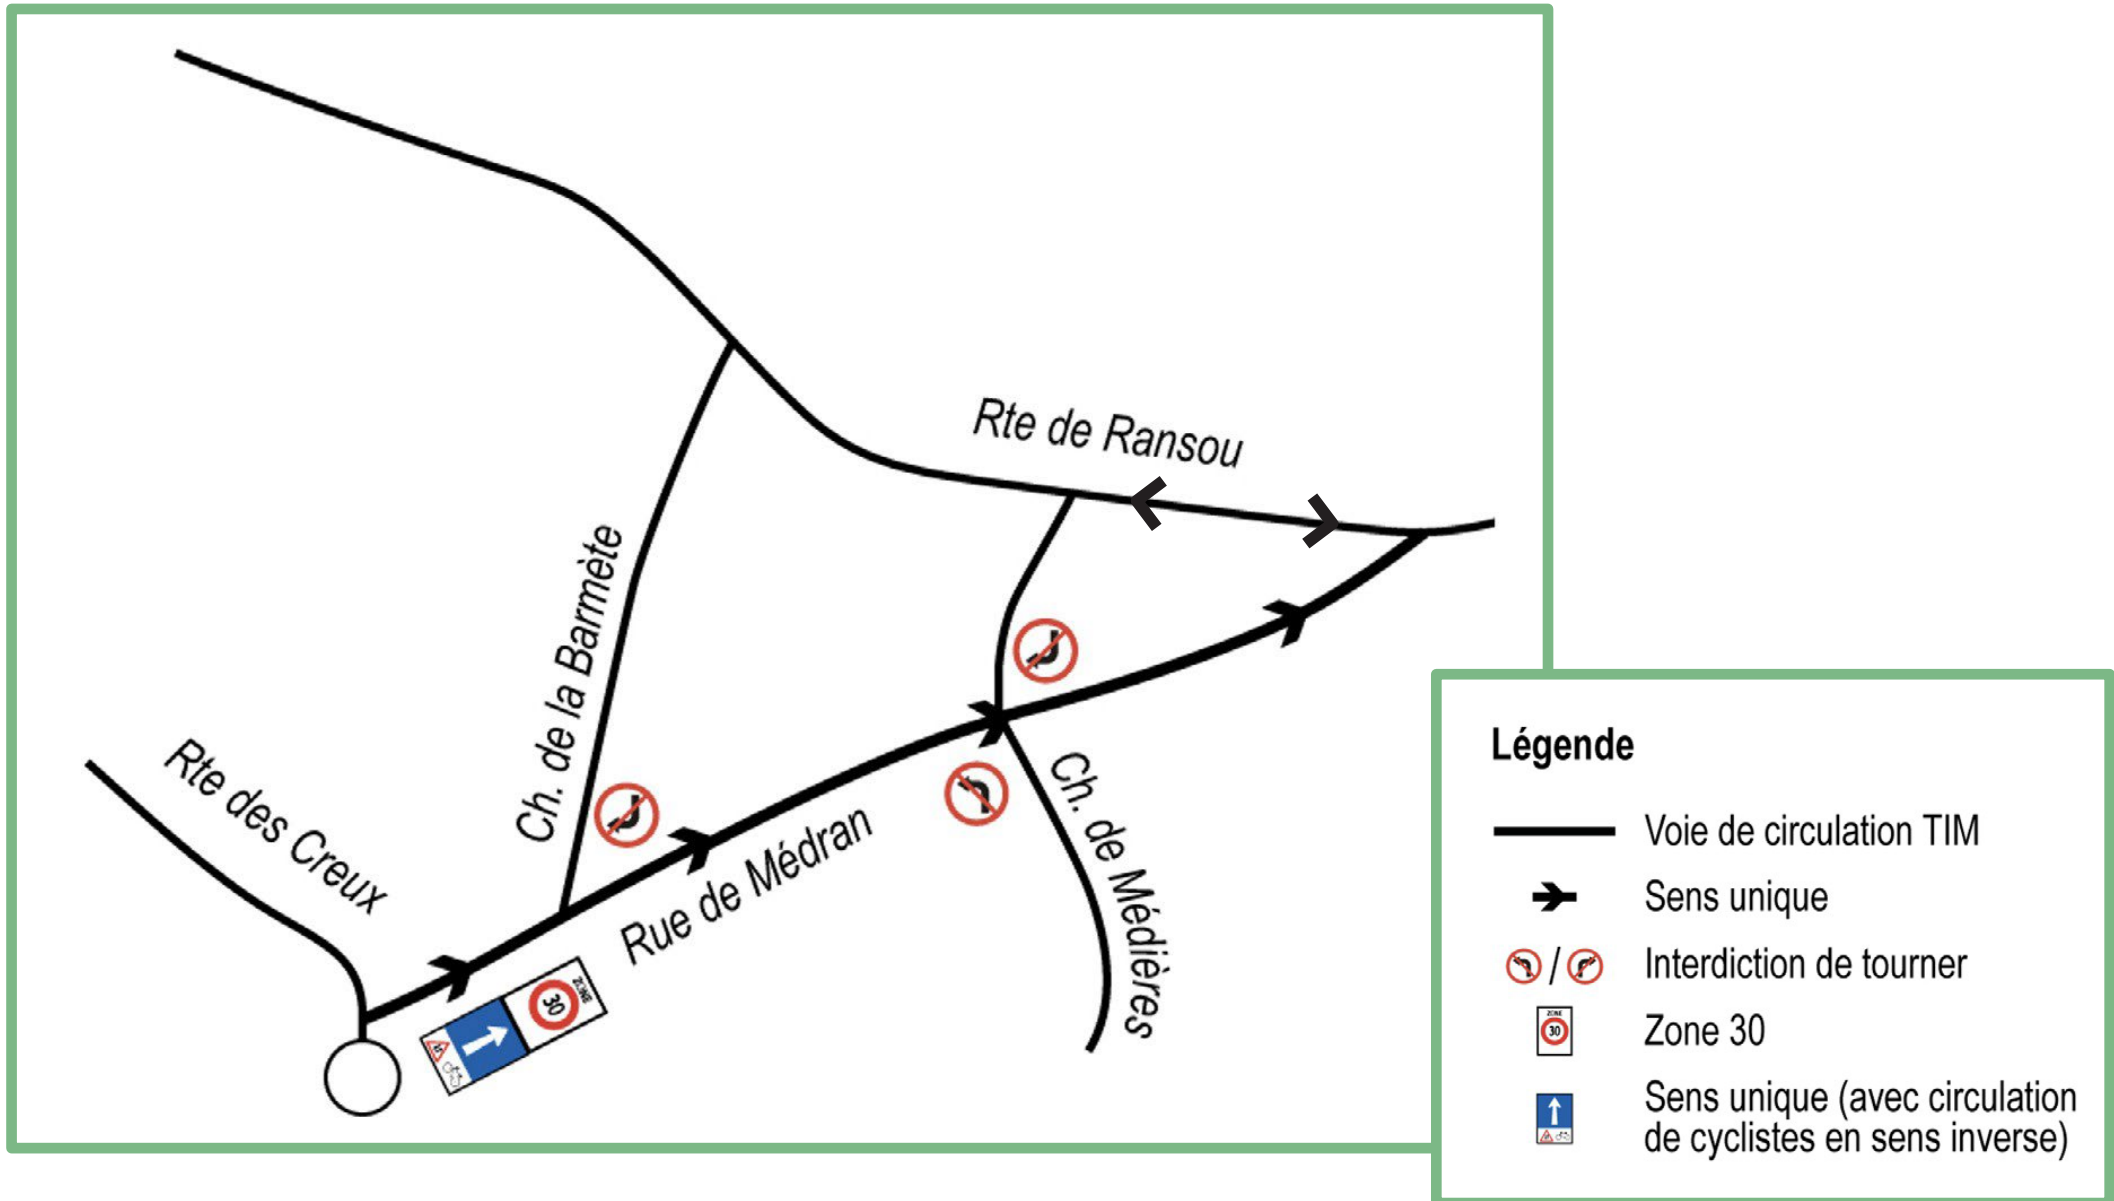 Rte de Ransou
Ch. de la Barmète
Rte des Creux
Rue de Médran
Ch. de Médières
30
ZONE
Légende
Voie de circulation TIM
Sens unique
/
Interdiction de tourner
ZONE
30
Zone 30
Sens unique (avec circulation
de cyclistes en sens inverse)